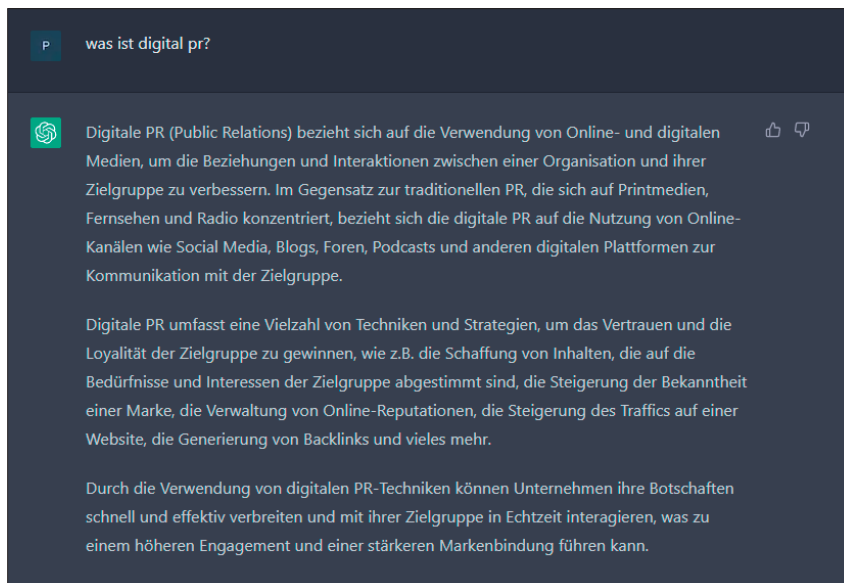 P
was ist digital pr?
Digitale PR (Public Relations) bezieht sich auf die Verwendung von Online- und digitalen
Medien, um die Beziehungen und Interaktionen zwischen einer Organisation und ihrer
Zielgruppe zu verbessern. Im Gegensatz zur traditionellen PR, die sich auf Printmedien,
Fernsehen und Radio konzentriert, bezieht sich die digitale PR auf die Nutzung von Online-
Kanälen wie Social Media, Blogs, Foren, Podcasts und anderen digitalen Plattformen zur
Kommunikation mit der Zielgruppe.
Digitale PR umfasst eine Vielzahl von Techniken und Strategien, um das Vertrauen und die
Loyalität der Zielgruppe zu gewinnen, wie z.B. die Schaffung von Inhalten, die auf die
Bedürfnisse und Interessen der Zielgruppe abgestimmt sind, die Steigerung der Bekanntheit
einer Marke, die Verwaltung von Online-Reputationen, die Steigerung des Traffics auf einer
Website, die Generierung von Backlinks und vieles mehr.
Durch die Verwendung von digitalen PR-Techniken können Unternehmen ihre Botschaften
schnell und effektiv verbreiten und mit ihrer Zielgruppe in Echtzeit interagieren, was zu
einem höheren Engagement und einer stärkeren Markenbindung führen kann.